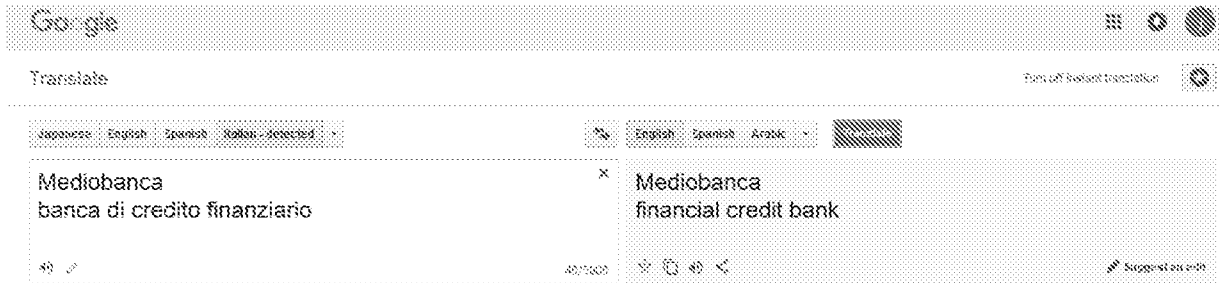 Google
Translate
Turn off instant translation
Japanese English Spanish Italian - detected
English Spanish Arabic
Mediobanca
banca di credito finanziario
Mediobanca
financial credit bank
Suggest an edit